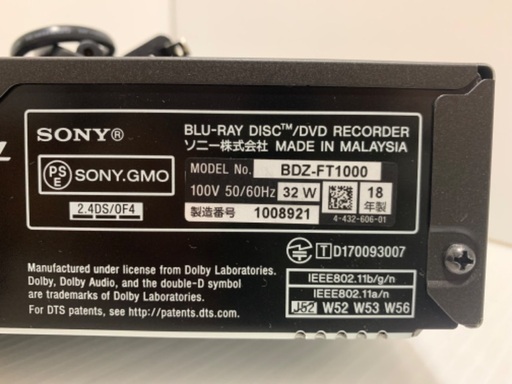 SONY®
BLU-RAY DISC™/DVD RECORDER
ソニー株式会社 MADE IN MALAYSIA
PS
E
SONY.GMO
MODEL No. BDZ-FT1000
100V 50/60Hz 32 W
18
年製
2.4DS/OF4
製造番号 1008921
4-432-606-01
T D170093007
Manufactured under license from Dolby Laboratories.
Dolby, Dolby Audio, and the double-D symbol
are trademarks of Dolby Laboratories.
For DTS patents, see http://patents.dts.com.
IEEE802.11b/g/n
IEEE802.11a/n
J52 W52 W53 W56